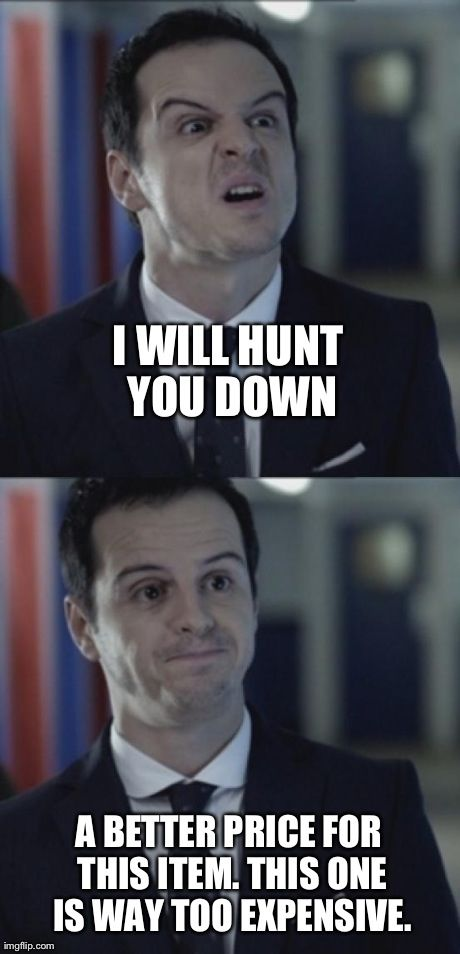 I WILL HUNT
YOU DOWN
A BETTER PRICE FOR
THIS ITEM. THIS ONE
IS WAY TOO EXPENSIVE.
imgflip.com